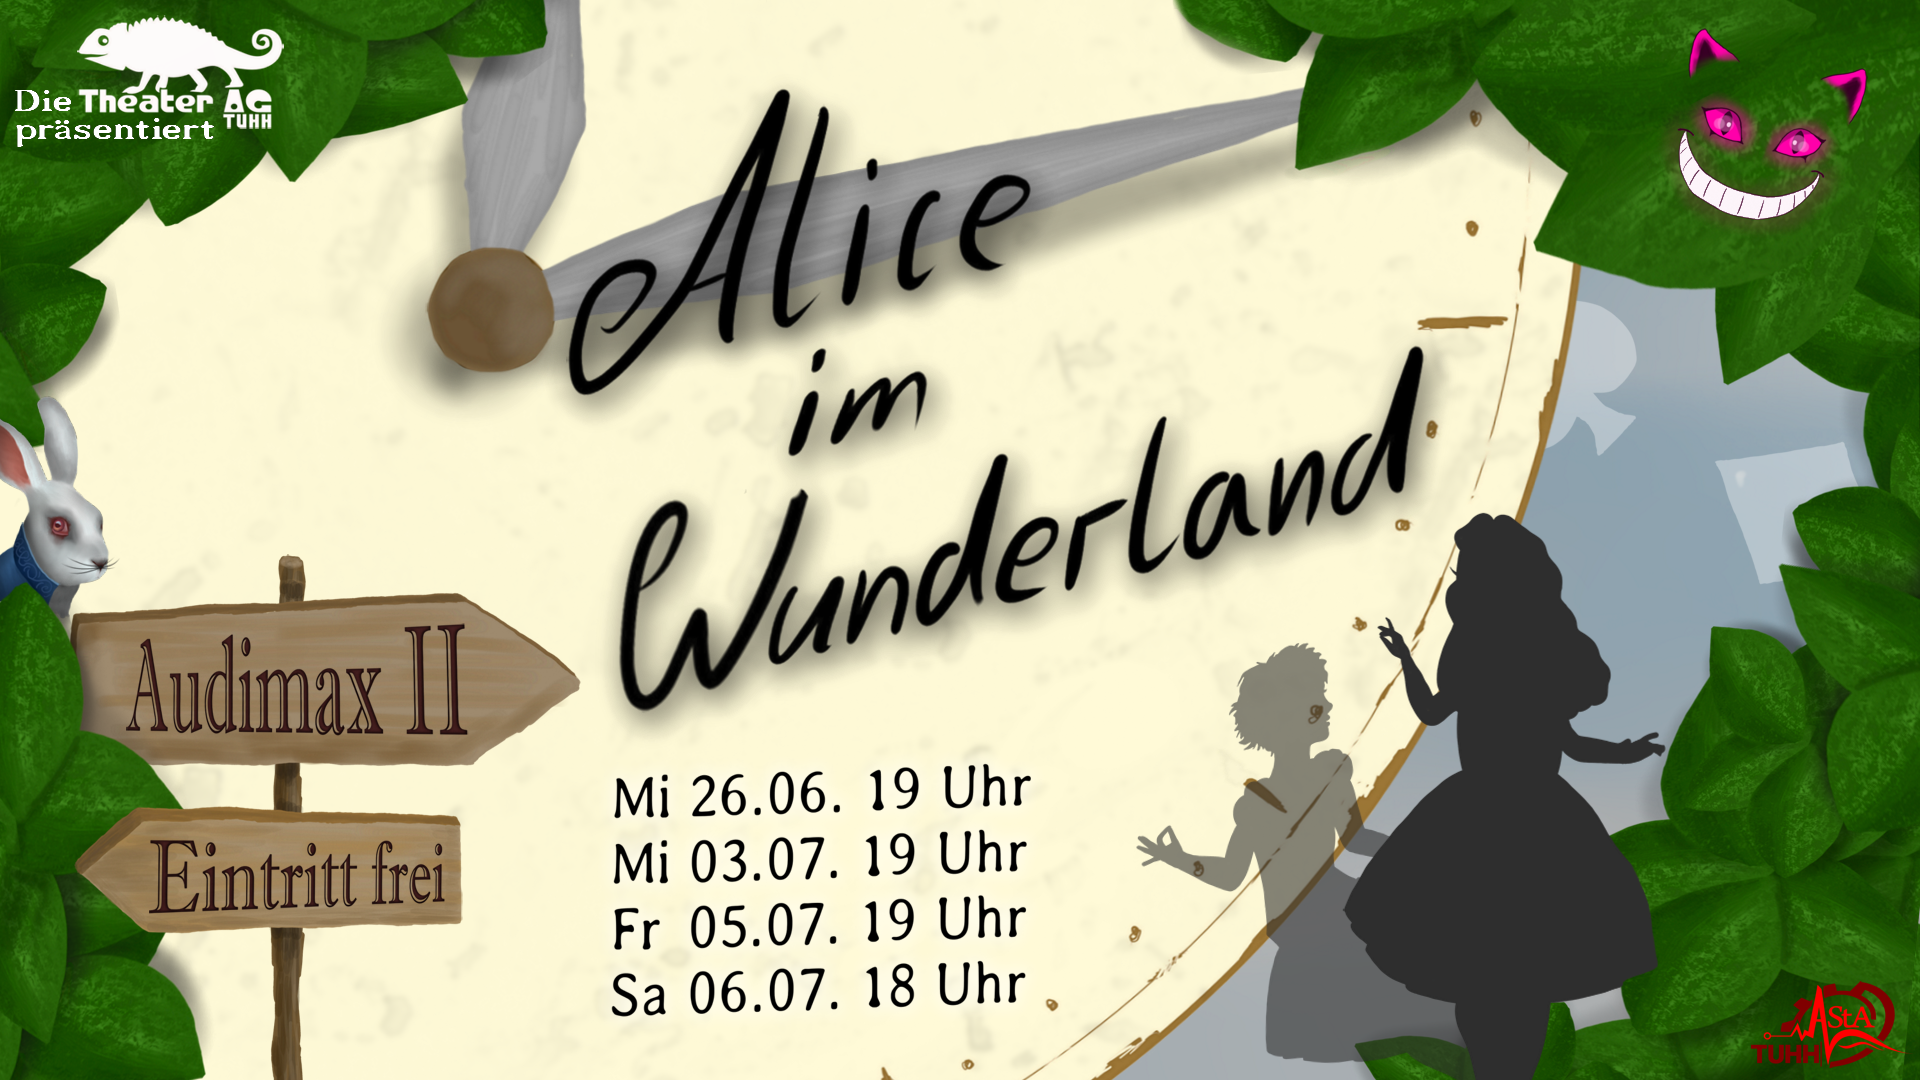 Die Theater AG
TUHH
präsentiert
Alice
im
Wunderland
Audimax II
Eintritt frei
Mi 26.06. 19 Uhr
Mi 03.07. 19 Uhr
Fr 05.07. 19 Uhr
Sa 06.07. 18 Uhr
AStA
TUHH